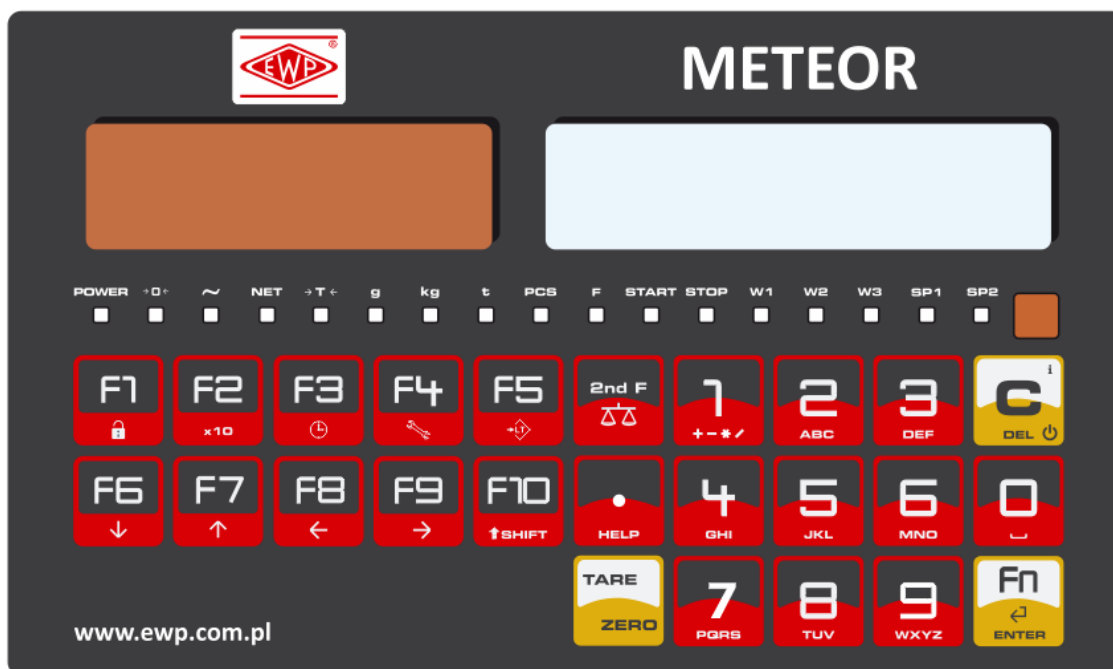 EWP ®
METEOR
POWER →0← ~ NET →T← g kg t PCS F START STOP W1 W2 W3 SP1 SP2
F1 F2 F3 F4 F5 2nd F 1 2 3 C i
x10 →LT + - * / ABC DEF DEL
F6 F7 F8 F9 F10 . 4 5 6 0
↓ ↑ ← → ⬆SHIFT HELP GHI JKL MNO ⎵
TARE 7 8 9 Fn
ZERO PQRS TUV WXYZ ↵ ENTER
www.ewp.com.pl